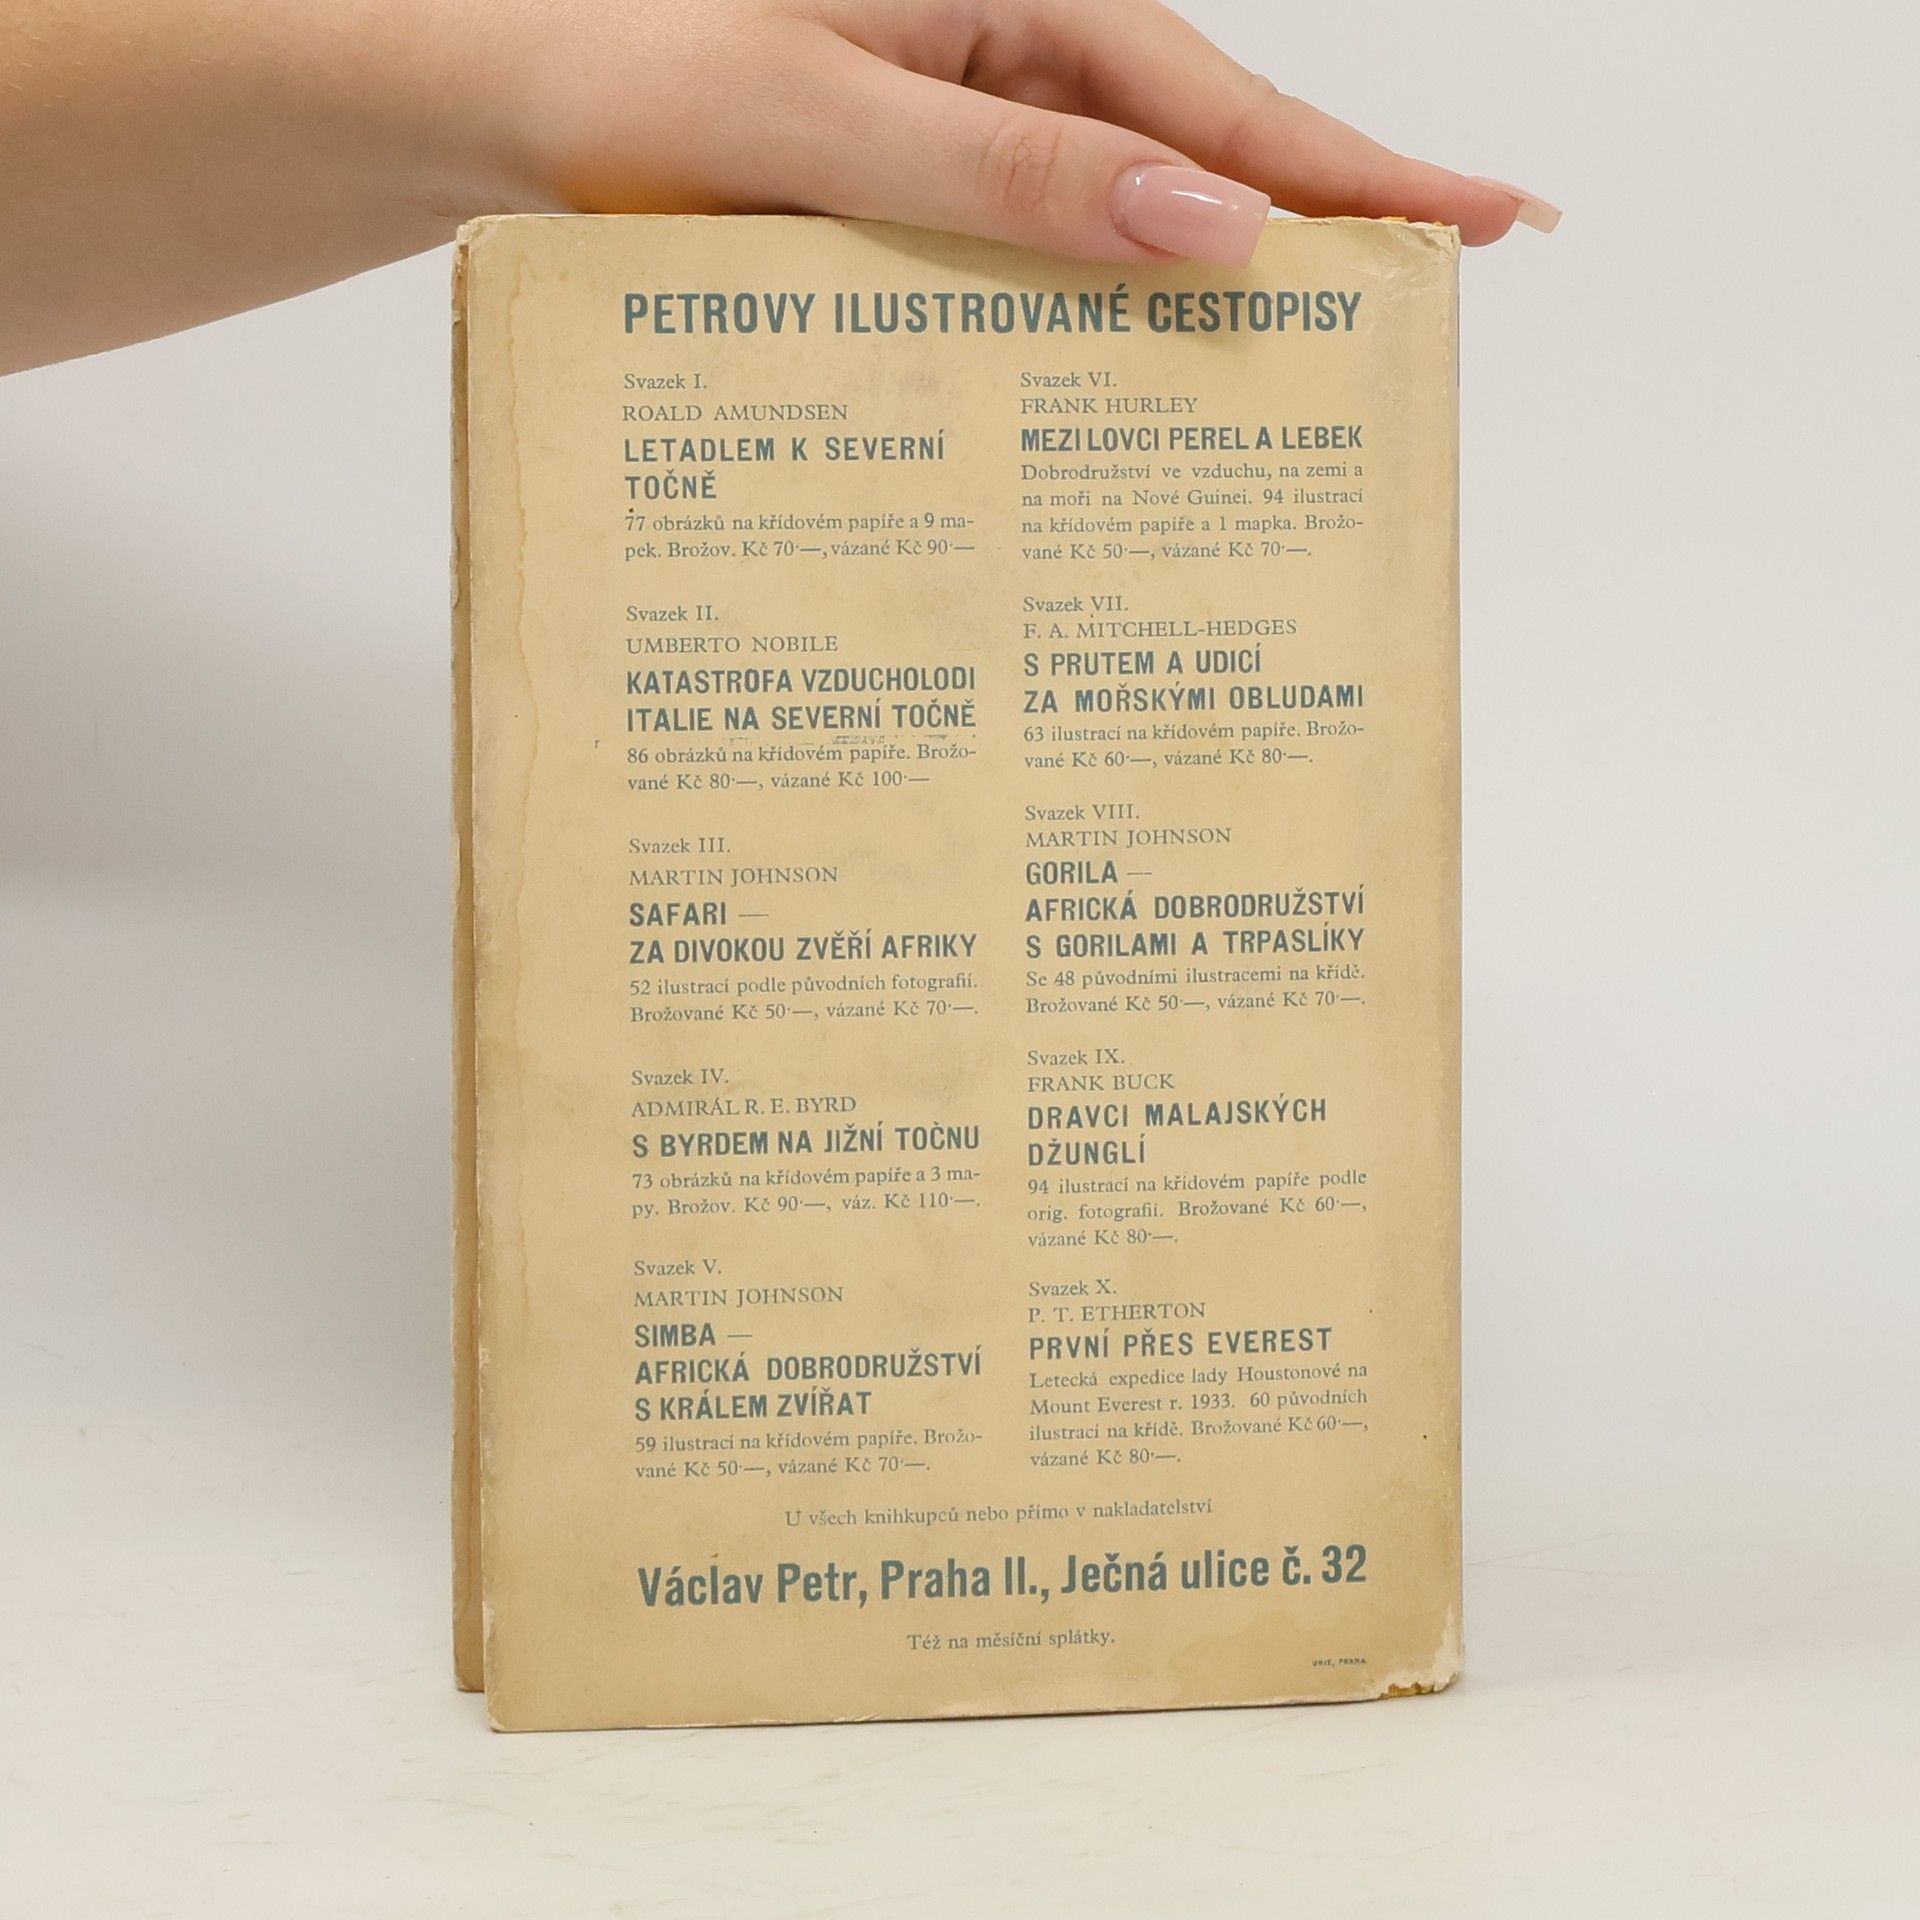 PETROVY ILUSTROVANÉ CESTOPISY
Svazek I.
ROALD AMUNDSEN
LETADLEM K SEVERNÍ
TOČNĚ
77 obrázků na křídovém papíře a 9 ma-
pek. Brožov. Kč 70·—, vázané Kč 90·—
Svazek II.
UMBERTO NOBILE
KATASTROFA VZDUCHOLODI
ITALIE NA SEVERNÍ TOČNĚ
86 obrázků na křídovém papíře. Brožo-
vané Kč 80·—, vázané Kč 100·—
Svazek III.
MARTIN JOHNSON
SAFARI —
ZA DIVOKOU ZVĚŘÍ AFRIKY
52 ilustrací podle původních fotografií.
Brožované Kč 50·—, vázané Kč 70·—.
Svazek IV.
ADMIRÁL R. E. BYRD
S BYRDEM NA JIŽNÍ TOČNU
73 obrázků na křídovém papíře a 3 ma-
py. Brožov. Kč 90·—, váz. Kč 110·—.
Svazek V.
MARTIN JOHNSON
SIMBA —
AFRICKÁ DOBRODRUŽSTVÍ
S KRÁLEM ZVÍŘAT
59 ilustrací na křídovém papíře. Brožo-
vané Kč 50·—, vázané Kč 70·—.
Svazek VI.
FRANK HURLEY
MEZI LOVCI PEREL A LEBEK
Dobrodružství ve vzduchu, na zemi a
na moři na Nové Guinei. 94 ilustrací
na křídovém papíře a 1 mapka. Brožo-
vané Kč 50·—, vázané Kč 70·—.
Svazek VII.
F. A. MITCHELL-HEDGES
S PRUTEM A UDICÍ
ZA MOŘSKÝMI OBLUDAMI
63 ilustrací na křídovém papíře. Brožo-
vané Kč 60·—, vázané Kč 80·—.
Svazek VIII.
MARTIN JOHNSON
GORILA —
AFRICKÁ DOBRODRUŽSTVÍ
S GORILAMI A TRPASLÍKY
Se 48 původními ilustracemi na křídě.
Brožované Kč 50·—, vázané Kč 70·—.
Svazek IX.
FRANK BUCK
DRAVCI MALAJSKÝCH
DŽUNGLÍ
94 ilustrací na křídovém papíře podle
orig. fotografií. Brožované Kč 60·—,
vázané Kč 80·—.
Svazek X.
P. T. ETHERTON
PRVNÍ PŘES EVEREST
Letecká expedice lady Houstonové na
Mount Everest r. 1933. 60 původních
ilustrací na křídě. Brožované Kč 60·—,
vázané Kč 80·—.
U všech knihkupců nebo přímo v nakladatelství
Václav Petr, Praha II., Ječná ulice č. 32
Též na měsíční splátky.
UNIE, PRAHA